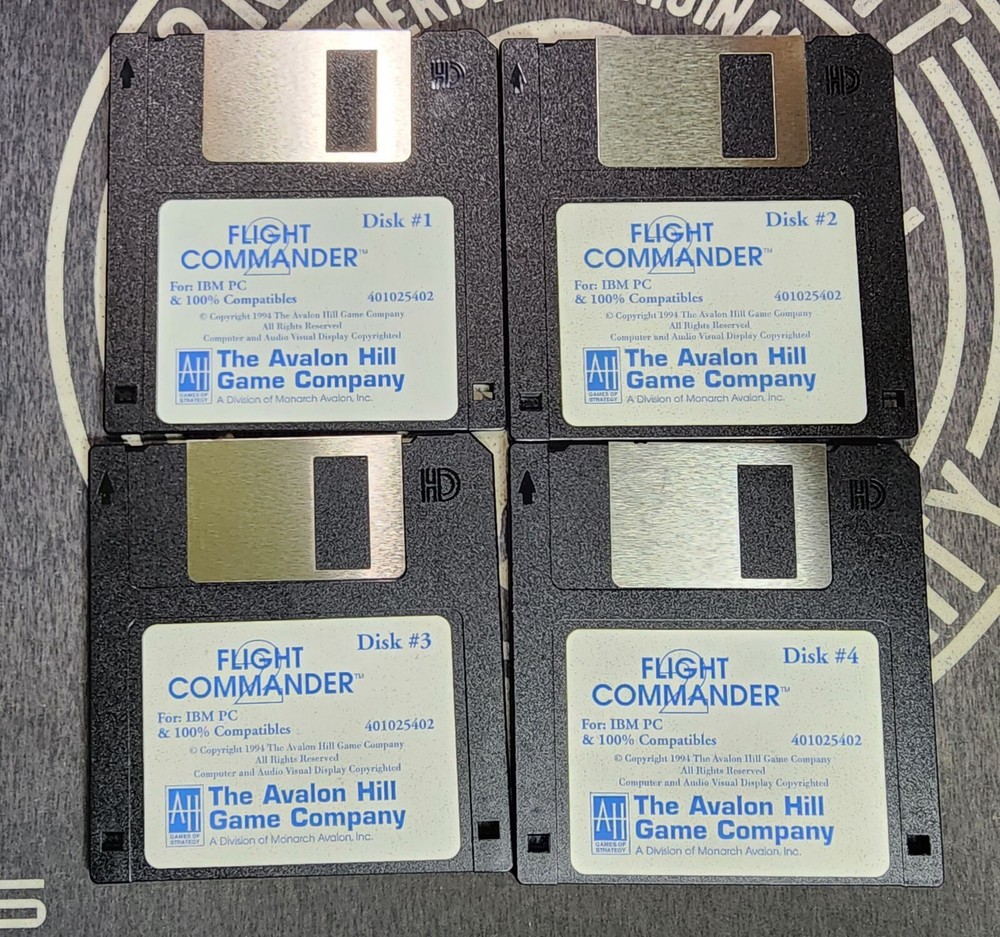 MERIC
GINAL
HD
HD
Disk #1
FLIGHT
2
COMMANDER™
For: IBM PC
& 100% Compatibles 401025402
© Copyright 1994 The Avalon Hill Game Company
All Rights Reserved
Computer and Audio Visual Display Copyrighted
AH The Avalon Hill
Game Company
GAMES OF
STRATEGY
A Division of Monarch Avalon, Inc.
Disk #2
FLIGHT
2
COMMANDER™
For: IBM PC
& 100% Compatibles 401025402
© Copyright 1994 The Avalon Hill Game Company
All Rights Reserved
Computer and Audio Visual Display Copyrighted
AH The Avalon Hill
Game Company
GAMES OF
STRATEGY
A Division of Monarch Avalon, Inc.
HD
HD
Disk #3
FLIGHT
2
COMMANDER™
For: IBM PC
& 100% Compatibles 401025402
© Copyright 1994 The Avalon Hill Game Company
All Rights Reserved
Computer and Audio Visual Display Copyrighted
AH The Avalon Hill
Game Company
GAMES OF
STRATEGY
A Division of Monarch Avalon, Inc.
Disk #4
FLIGHT
2
COMMANDER™
For: IBM PC
& 100% Compatibles 401025402
© Copyright 1994 The Avalon Hill Game Company
All Rights Reserved
Computer and Audio Visual Display Copyrighted
AH The Avalon Hill
Game Company
GAMES OF
STRATEGY
A Division of Monarch Avalon, Inc.